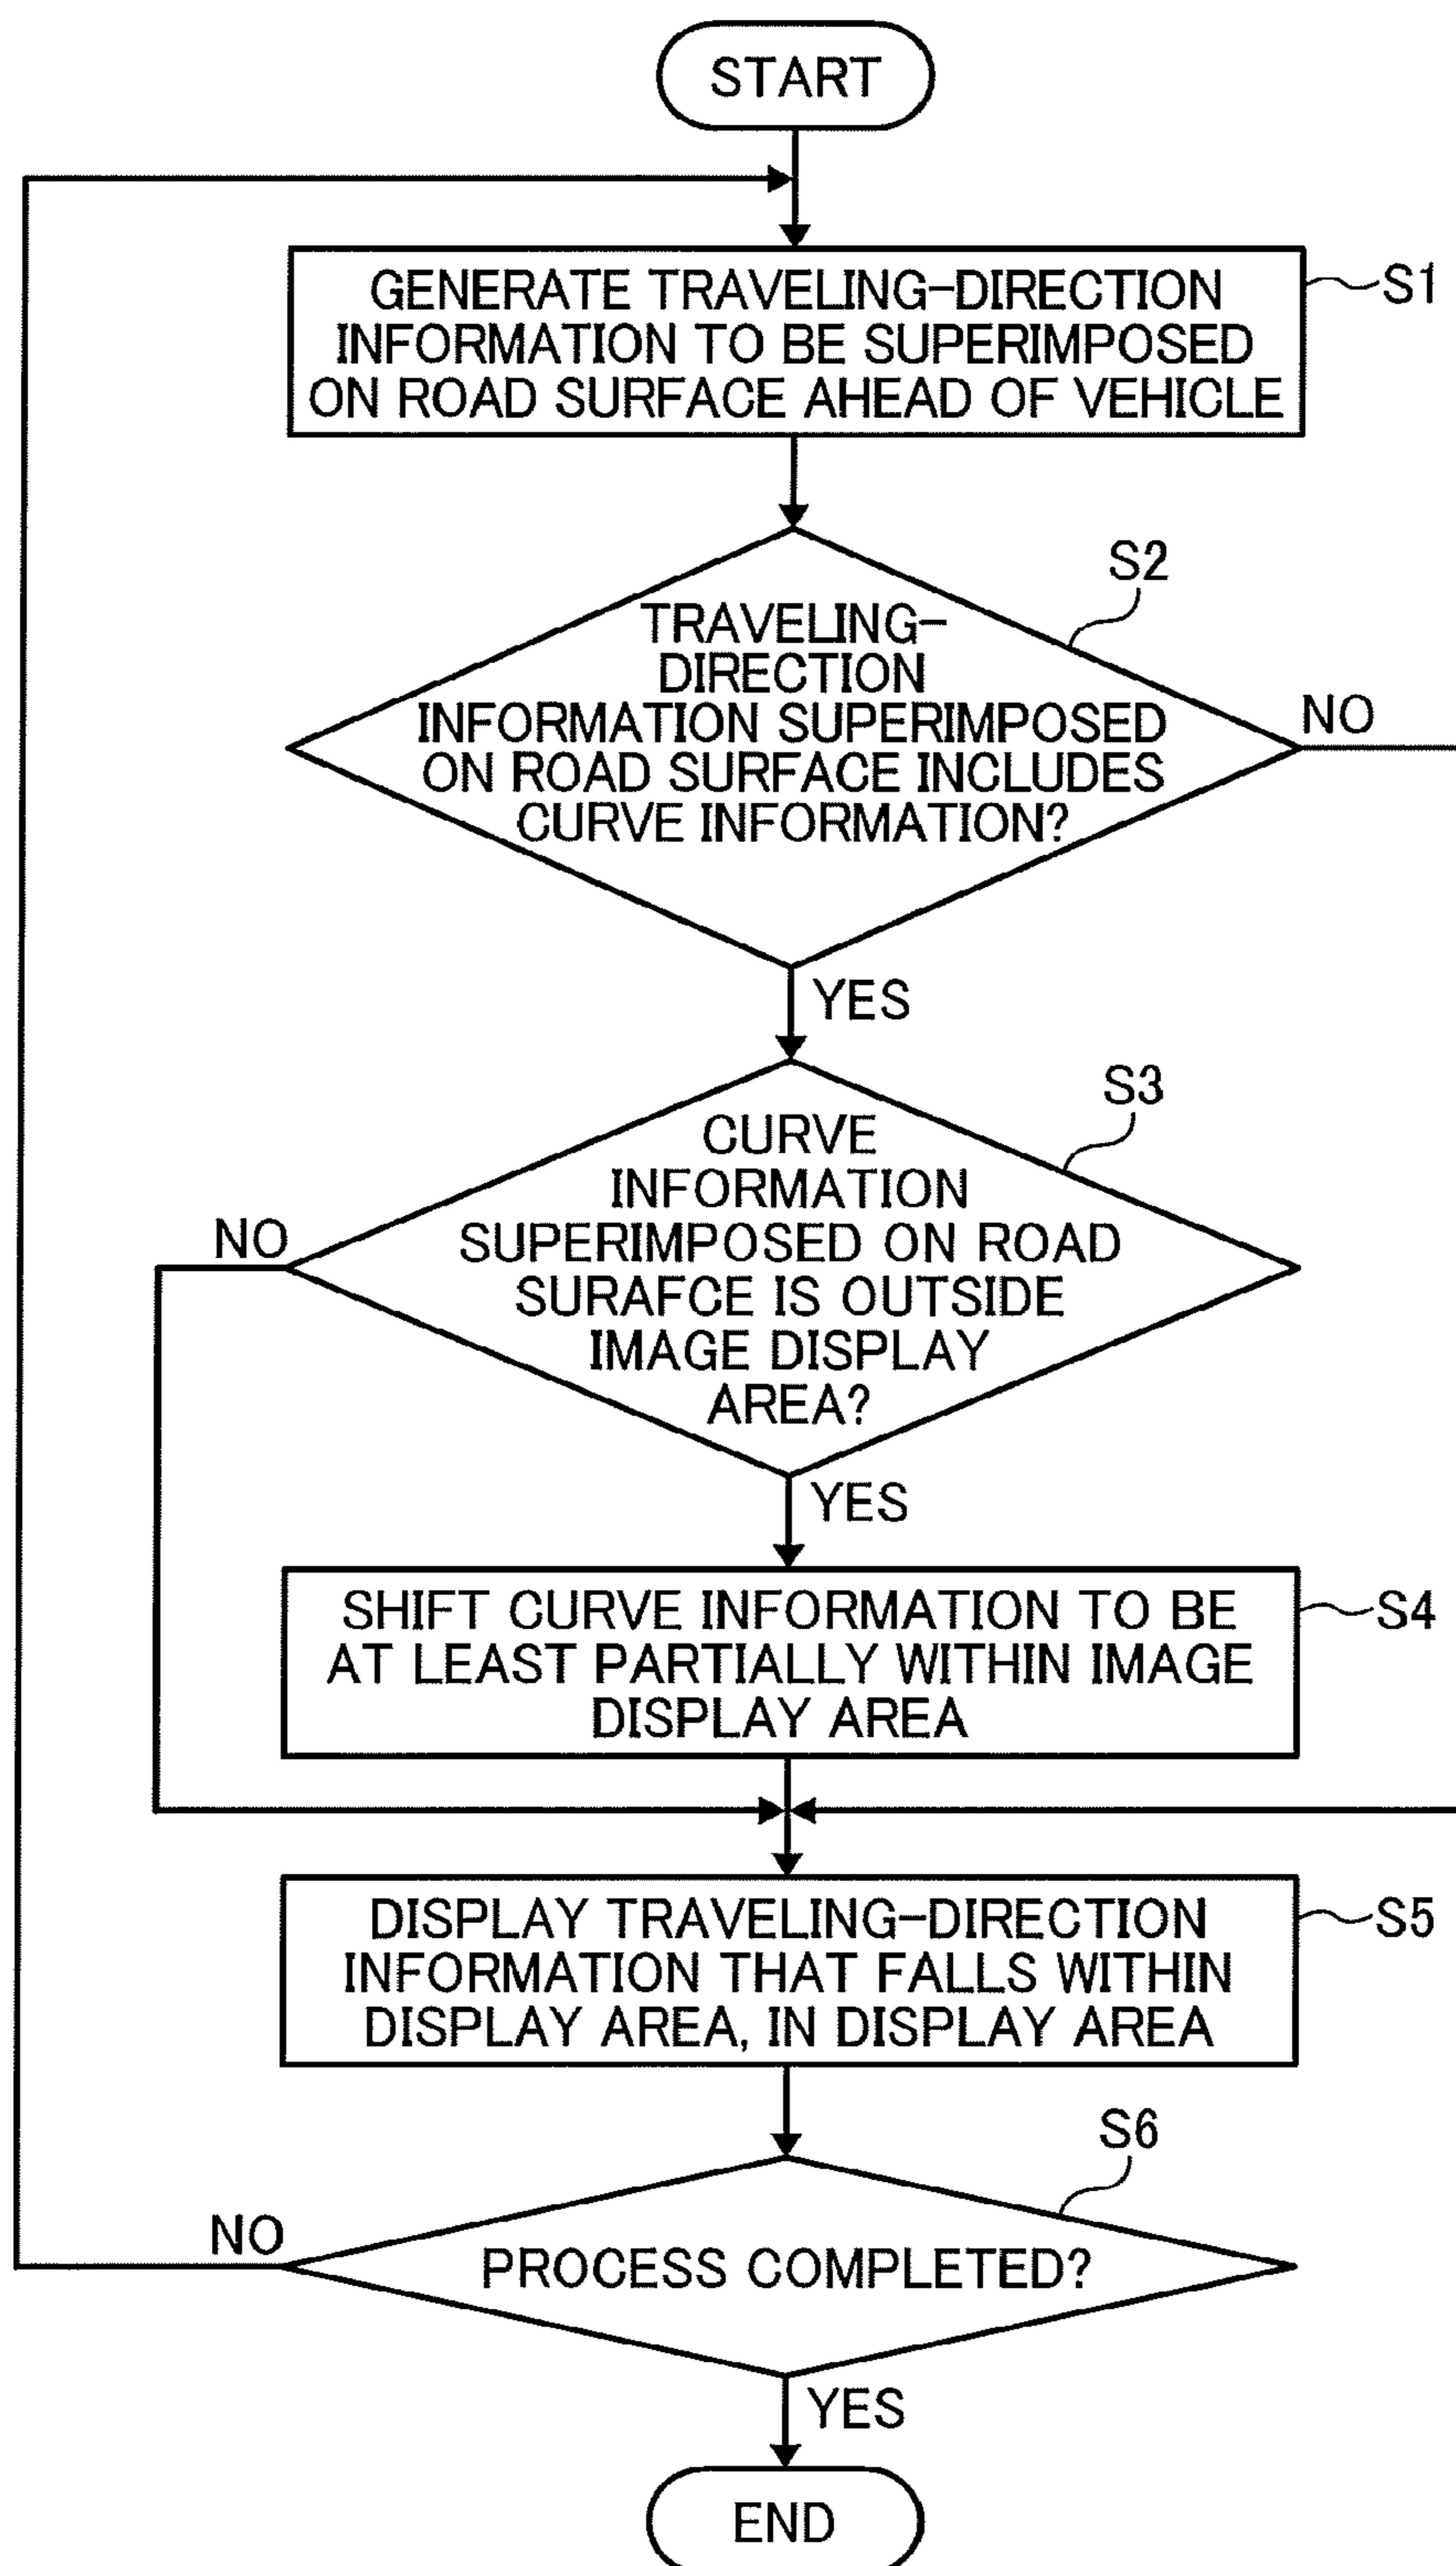 START
GENERATE TRAVELING-DIRECTION
INFORMATION TO BE SUPERIMPOSED
ON ROAD SURFACE AHEAD OF VEHICLE
S1
S2
TRAVELING-
DIRECTION
INFORMATION SUPERIMPOSED
ON ROAD SURFACE INCLUDES
CURVE INFORMATION?
NO
YES
S3
CURVE
INFORMATION
SUPERIMPOSED ON ROAD
SURAFCE IS OUTSIDE
IMAGE DISPLAY
AREA?
NO
YES
SHIFT CURVE INFORMATION TO BE
AT LEAST PARTIALLY WITHIN IMAGE
DISPLAY AREA
S4
DISPLAY TRAVELING-DIRECTION
INFORMATION THAT FALLS WITHIN
DISPLAY AREA, IN DISPLAY AREA
S5
S6
NO
PROCESS COMPLETED?
YES
END